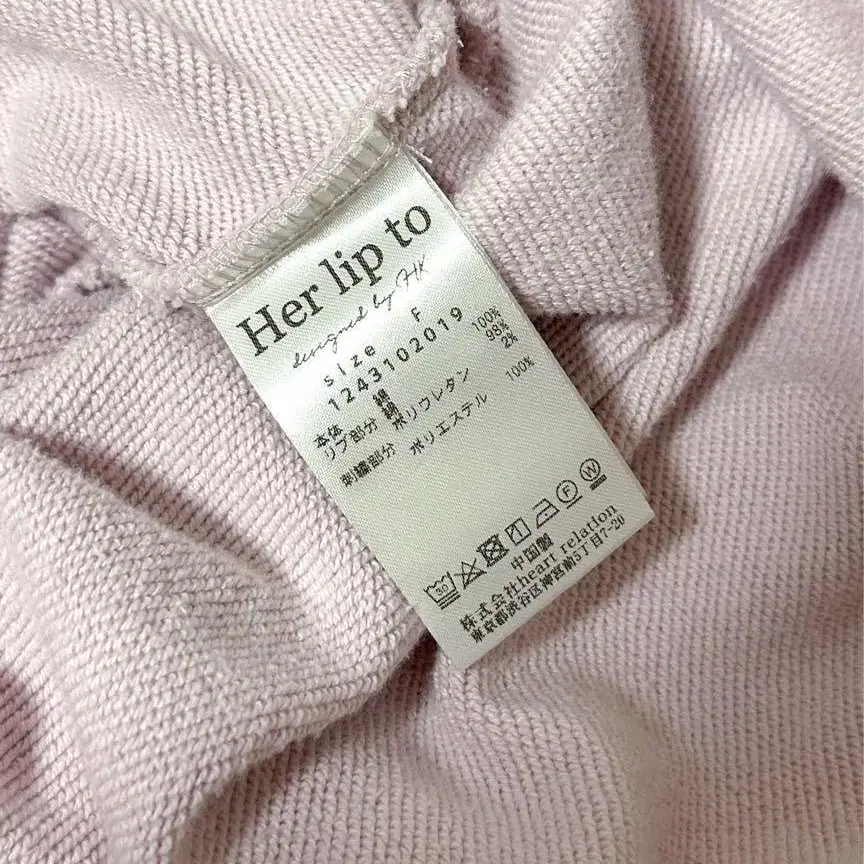 Her lip to
designed by HK
size F
1243102019
本体 綿 100%
リブ部分 綿 98%
ポリウレタン 2%
刺繍部分 ポリエステル 100%
30 F W
中国製
株式会社heart relation
東京都渋谷区神宮前5丁目7-20